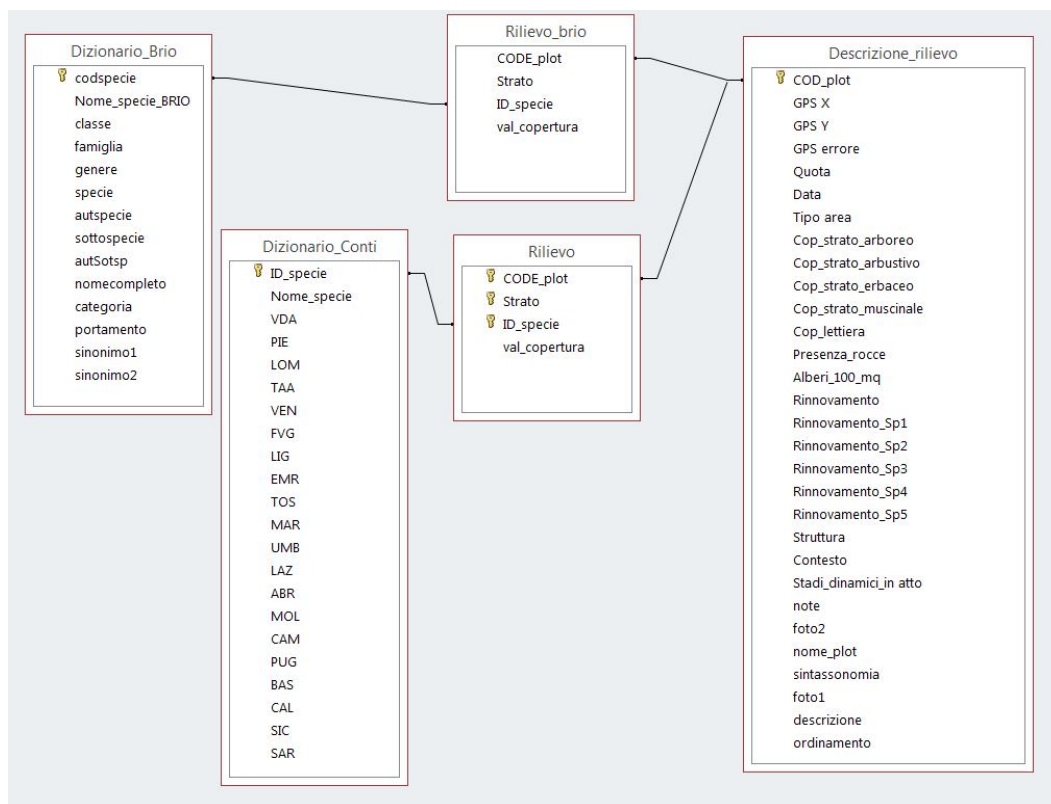 Dizionario_Brio
codspecie
Nome_specie_BRIO
classe
famiglia
genere
specie
autspecie
sottospecie
autSotsp
nomecompleto
categoria
portamento
sinonimo1
sinonimo2
Rilievo_brio
CODE_plot
Strato
ID_specie
val_copertura
Dizionario_Conti
ID_specie
Nome_specie
VDA
PIE
LOM
TAA
VEN
FVG
LIG
EMR
TOS
MAR
UMB
LAZ
ABR
MOL
CAM
PUG
BAS
CAL
SIC
SAR
Rilievo
CODE_plot
Strato
ID_specie
val_copertura
Descrizione_rilievo
COD_plot
GPS X
GPS Y
GPS errore
Quota
Data
Tipo area
Cop_strato_arboreo
Cop_strato_arbustivo
Cop_strato_erbaceo
Cop_strato_muscinale
Cop_lettiera
Presenza_rocce
Alberi_100_mq
Rinnovamento
Rinnovamento_Sp1
Rinnovamento_Sp2
Rinnovamento_Sp3
Rinnovamento_Sp4
Rinnovamento_Sp5
Struttura
Contesto
Stadi_dinamici_in atto
note
foto2
nome_plot
sintassonomia
foto1
descrizione
ordinamento